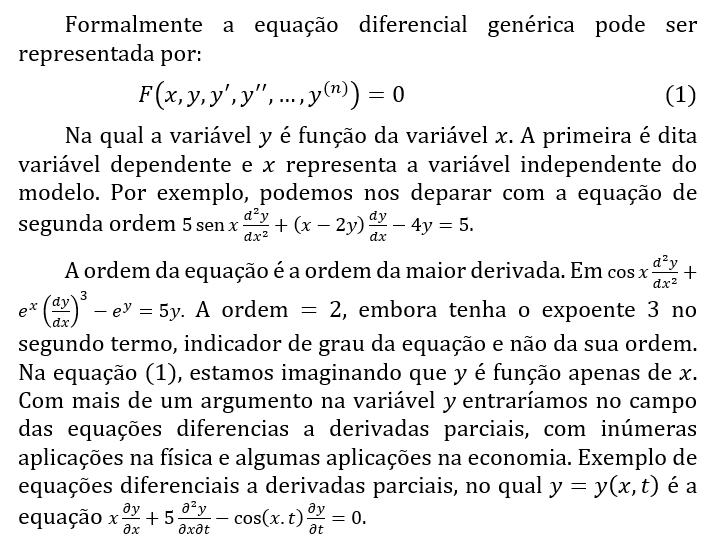 Formalmente a equação diferencial genérica pode ser
representada por:
F(x, y, y′, y′′, …, y⁽ⁿ⁾) = 0 (1)
Na qual a variável y é função da variável x. A primeira é dita
variável dependente e x representa a variável independente do
modelo. Por exemplo, podemos nos deparar com a equação de
segunda ordem 5 sen x d²y/dx² + (x − 2y) dy/dx − 4y = 5.
A ordem da equação é a ordem da maior derivada. Em cos x d²y/dx² +
eˣ (dy/dx)³ − eʸ = 5y. A ordem = 2, embora tenha o expoente 3 no
segundo termo, indicador de grau da equação e não da sua ordem.
Na equação (1), estamos imaginando que y é função apenas de x.
Com mais de um argumento na variável y entraríamos no campo
das equações diferencias a derivadas parciais, com inúmeras
aplicações na física e algumas aplicações na economia. Exemplo de
equações diferenciais a derivadas parciais, no qual y = y(x, t) é a
equação x ∂y/∂x + 5 ∂²y/∂x∂t − cos(x. t) ∂y/∂t = 0.